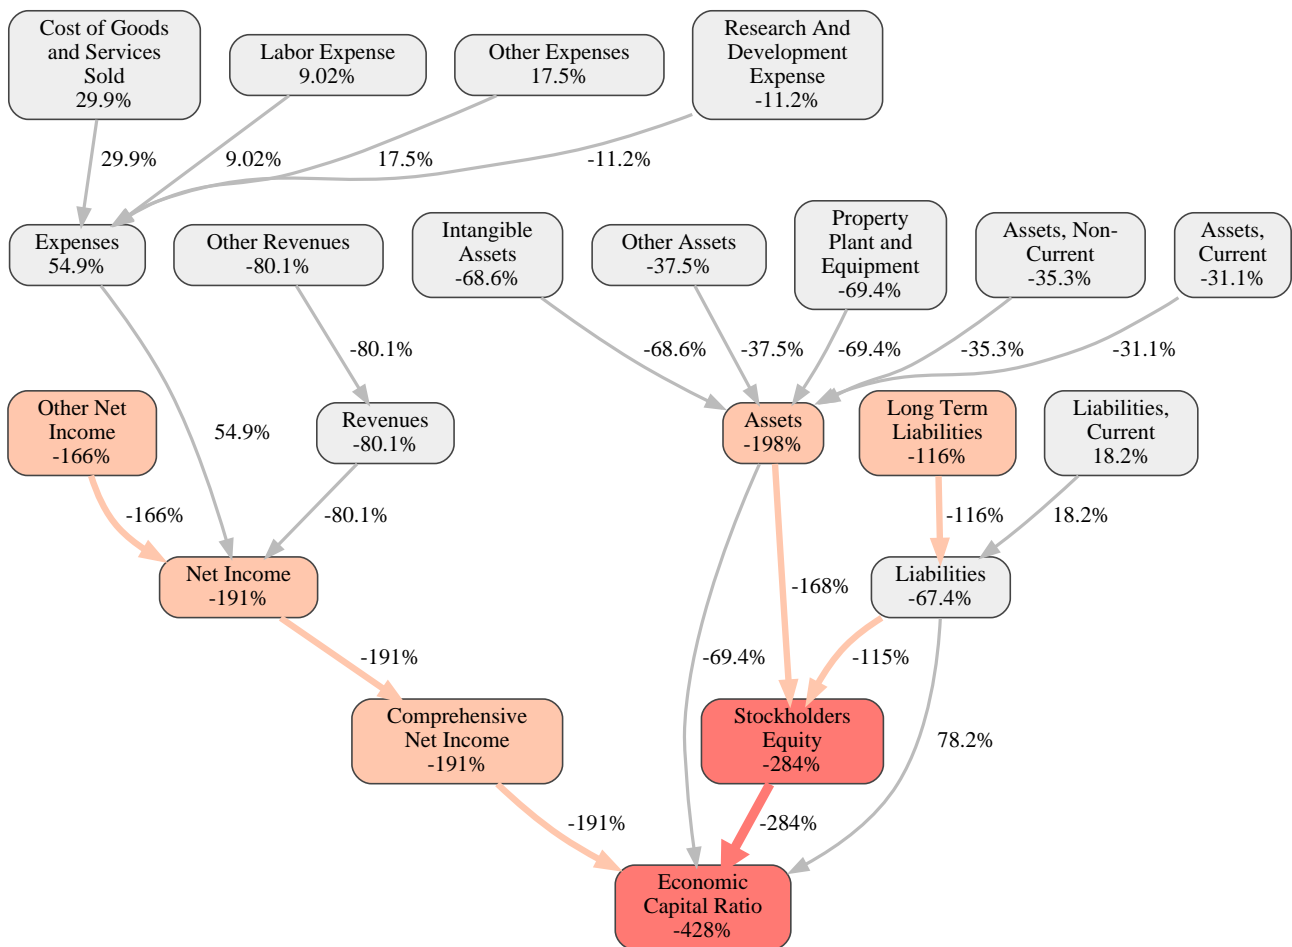 Cost of Goods
and Services
Sold
29.9%
Labor Expense
9.02%
Other Expenses
17.5%
Research And
Development
Expense
-11.2%
29.9%
9.02%
17.5%
-11.2%
Expenses
54.9%
Other Revenues
-80.1%
Intangible
Assets
-68.6%
Other Assets
-37.5%
Property
Plant and
Equipment
-69.4%
Assets, Non-
Current
-35.3%
Assets,
Current
-31.1%
-80.1%
-68.6%
-37.5%
-69.4%
-35.3%
-31.1%
Other Net
Income
-166%
54.9%
Revenues
-80.1%
Assets
-198%
Long Term
Liabilities
-116%
Liabilities,
Current
18.2%
-166%
-80.1%
-116%
18.2%
Net Income
-191%
-168%
Liabilities
-67.4%
-191%
-69.4%
-115%
Comprehensive
Net Income
-191%
Stockholders
Equity
-284%
78.2%
-191%
-284%
Economic
Capital Ratio
-428%